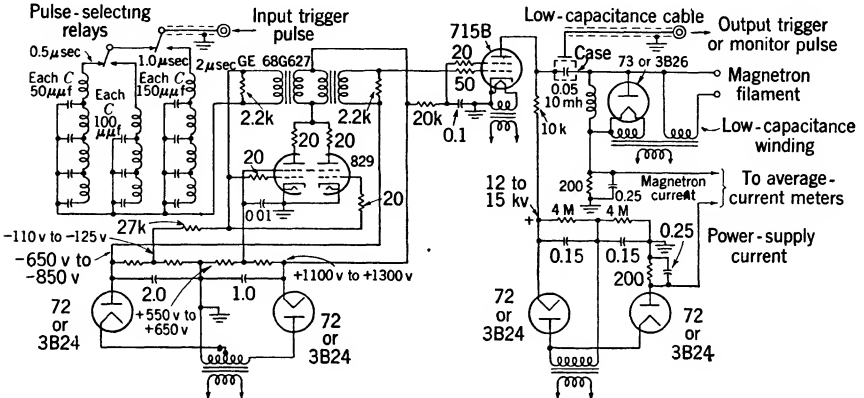 Pulse-selecting
relays
Input trigger
pulse
715B
Low-capacitance cable
Output trigger
or monitor pulse
0.5μsec
1.0μsec
2μsec
GE 68G627
20
50
Case
73 or 3B26
0.05
10 mh
Magnetron
filament
Each C
50μμf
Each
C
100
μμf
Each C
150μμf
2.2k
2.2k
20k
0.1
10 k
Low-capacitance
winding
20
20
829
20
20
0 01
200
0.25
Magnetron
current
To average-
current meters
27k
12 to
15 kv
+
4 M
4 M
0.25
Power-supply
current
-110 v to -125 v
-650 v to
-850 v
+1100 v to +1300 v
0.15
0.15
200
2.0
1.0
+550 v to
+650 v
72
or
3B24
72
or
3B24
72
or
3B24
72
or
3B24